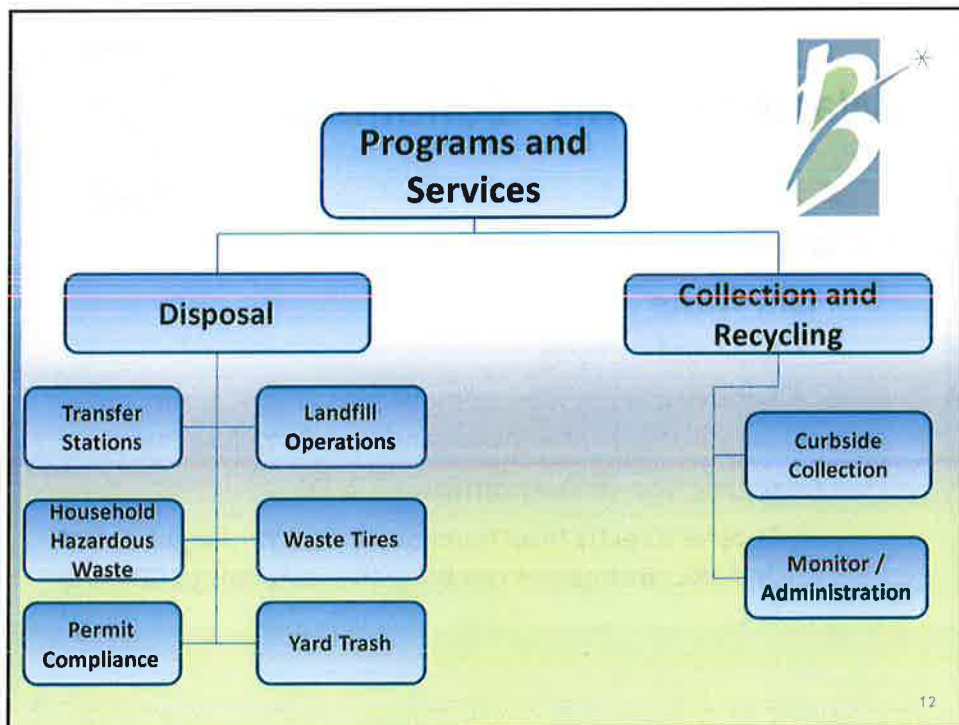 Programs and
Services
Disposal
Collection and
Recycling
Transfer
Stations
Landfill
Operations
Household
Hazardous
Waste
Waste Tires
Permit
Compliance
Yard Trash
Curbside
Collection
Monitor /
Administration
12